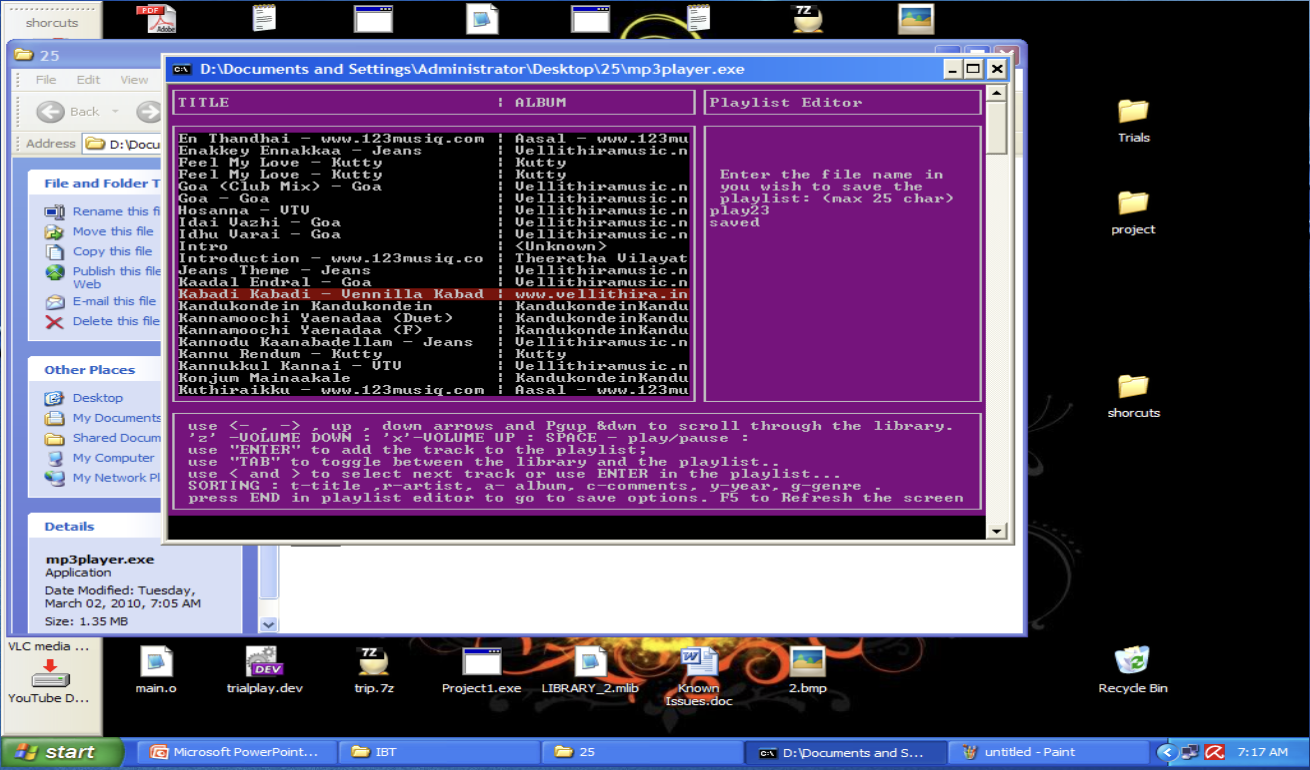 shorcuts
25
File Edit View
Back
Address D:\Docu
File and Folder T
Rename this fi
Move this file
Copy this file
Publish this file
Web
E-mail this file
Delete this file
Other Places
Desktop
My Documents
Shared Docum
My Computer
My Network Pl
Details
mp3player.exe
Application
Date Modified: Tuesday,
March 02, 2010, 7:05 AM
Size: 1.35 MB
D:\Documents and Settings\Administrator\Desktop\25\mp3player.exe
TITLE ¦ ALBUM
Playlist Editor
En Thandhai - www.123musiq.com ¦ Aasal - www.123mu
Enakkey Enakkaa - Jeans ¦ Vellithiramusic.n
Feel My Love - Kutty ¦ Kutty
Feel My Love - Kutty ¦ Kutty
Goa (Club Mix) - Goa ¦ Vellithiramusic.n
Goa - Goa ¦ Vellithiramusic.n
Hosanna - VTV ¦ Vellithiramusic.n
Idai Vazhi - Goa ¦ Vellithiramusic.n
Idhu Varai - Goa ¦ Vellithiramusic.n
Intro ¦ <Unknown>
Introduction - www.123musiq.co ¦ Theeratha Vilayat
Jeans Theme - Jeans ¦ Vellithiramusic.n
Kaadal Endral - Goa ¦ Vellithiramusic.n
Kabadi Kabadi - Vennilla Kabad ¦ www.vellithira.in
Kandukondein Kandukondein ¦ KandukondeinKandu
Kannamoochi Yaenadaa (Duet) ¦ KandukondeinKandu
Kannamoochi Yaenadaa (F) ¦ KandukondeinKandu
Kannodu Kaanabadellam - Jeans ¦ Vellithiramusic.n
Kannu Rendum - Kutty ¦ Kutty
Kannukkul Kannai - VTV ¦ Vellithiramusic.n
Konjum Mainaakale ¦ KandukondeinKandu
Kuthiraikku - www.123musiq.com ¦ Aasal - www.123mu
Enter the file name in
you wish to save the
playlist: (max 25 char)
play23
saved
use <- , -> , up , down arrows and Pgup &dwn to scroll through the library.
'z' -VOLUME DOWN : 'x'-VOLUME UP : SPACE - play/pause :
use "ENTER" to add the track to the playlist;
use "TAB" to toggle between the library and the playlist..
use < and > to select next track or use ENTER in the playlist...
SORTING : t-title ,r-artist, a- album, c-comments, y-year, g-genre .
press END in playlist editor to go to save options. F5 to Refresh the screen
PDF
Adobe
7Z
Trials
project
shorcuts
VLC media ...
YouTube D...
main.o
DEV
trialplay.dev
7Z
trip.7z
Project1.exe
LIBRARY_2.mlib
Known
Issues.doc
2.bmp
Recycle Bin
start
Microsoft PowerPoint...
IBT
25
D:\Documents and S...
untitled - Paint
7:17 AM